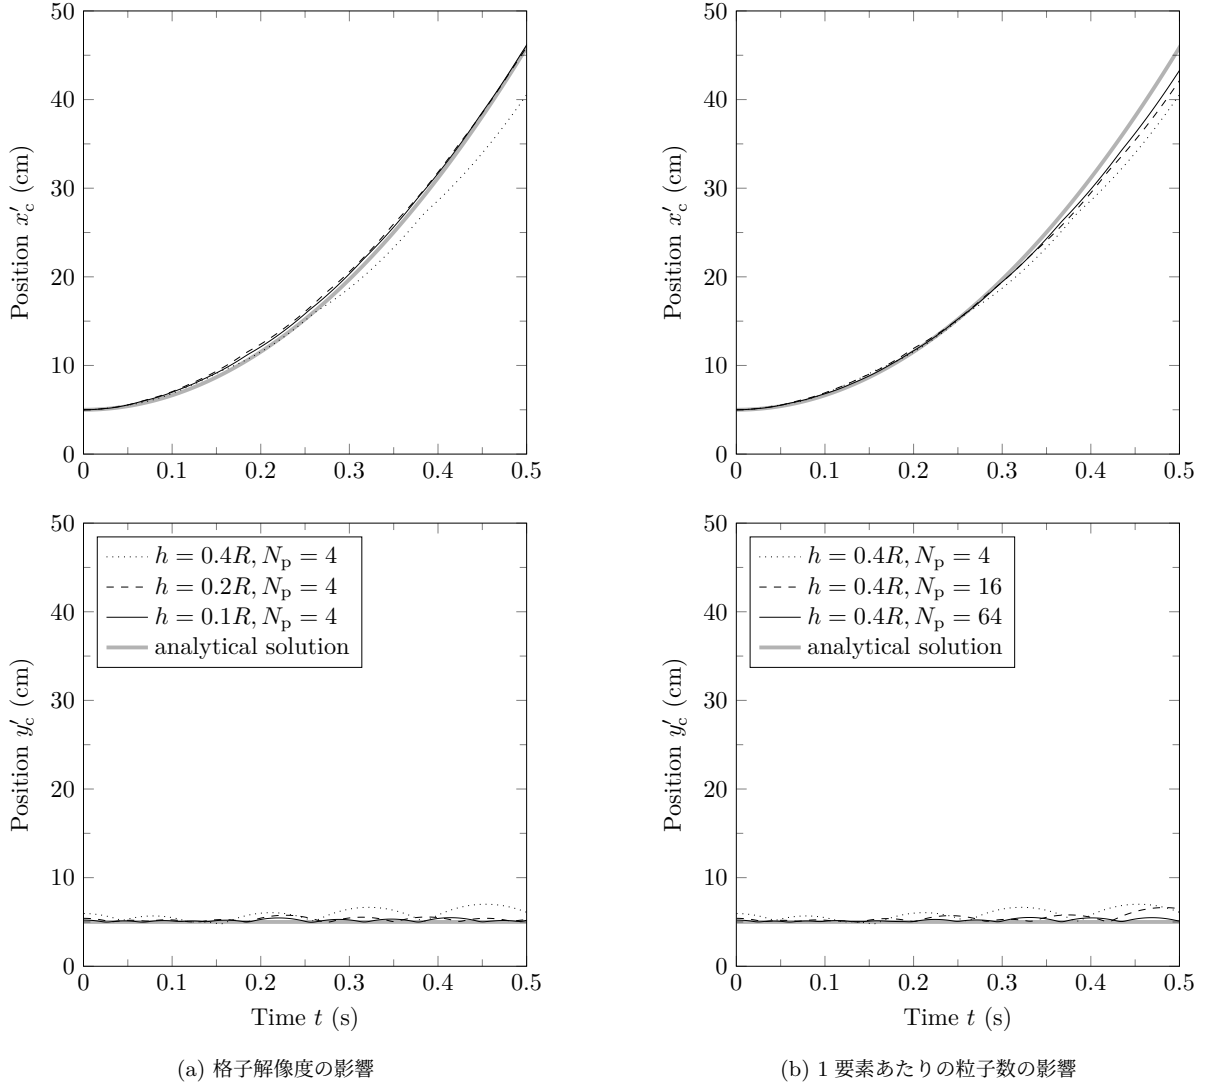 50
40
30
20
10
0
Position x′c (cm)
0 0.1 0.2 0.3 0.4 0.5
50
40
30
20
10
0
Position x′c (cm)
0 0.1 0.2 0.3 0.4 0.5
50
40
30
20
10
0
Position y′c (cm)
h = 0.4R, Np = 4
h = 0.2R, Np = 4
h = 0.1R, Np = 4
analytical solution
0 0.1 0.2 0.3 0.4 0.5
Time t (s)
50
40
30
20
10
0
Position y′c (cm)
h = 0.4R, Np = 4
h = 0.4R, Np = 16
h = 0.4R, Np = 64
analytical solution
0 0.1 0.2 0.3 0.4 0.5
Time t (s)
(a) 格子解像度の影響
(b) 1 要素あたりの粒子数の影響